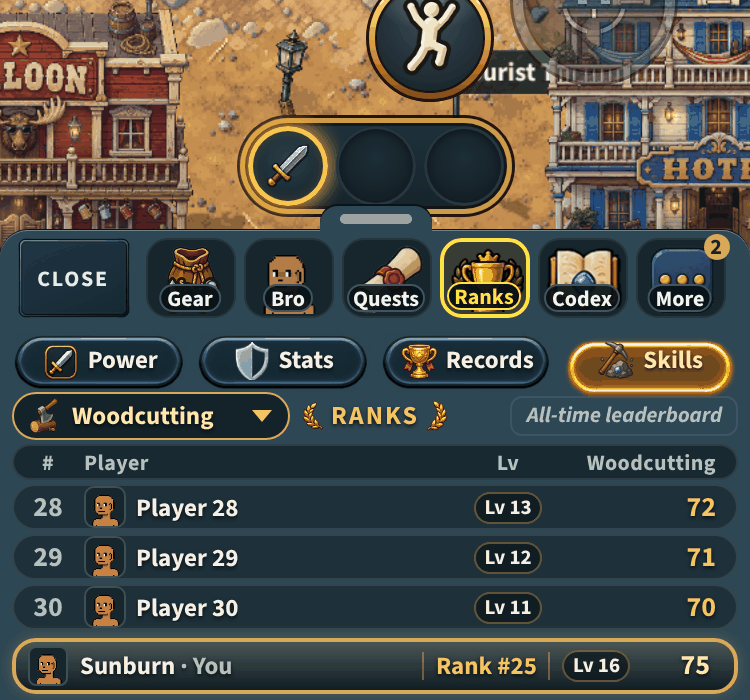 LOON
urist T
HOT
CLOSE
Gear
Bro
Quests
Ranks
Codex
2
More
Power
Stats
Records
Skills
Woodcutting
RANKS
All-time leaderboard
# Player Lv Woodcutting
28 Player 28 Lv 13 72
29 Player 29 Lv 12 71
30 Player 30 Lv 11 70
Sunburn · You Rank #25 Lv 16 75